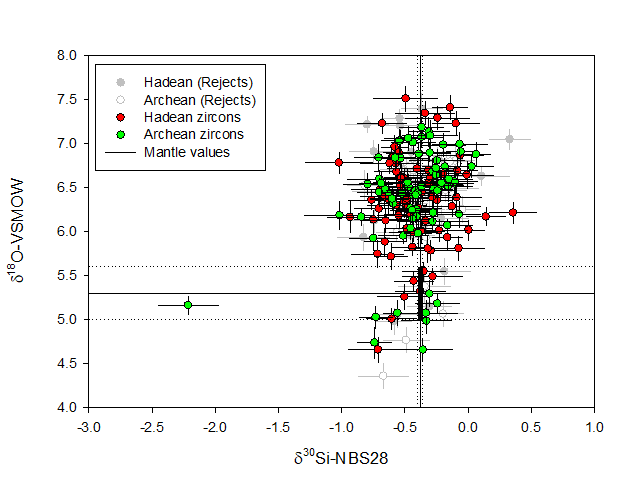 8.0
7.5
7.0
6.5
6.0
5.5
5.0
4.5
4.0
δ18O-VSMOW
Hadean (Rejects)
Archean (Rejects)
Hadean zircons
Archean zircons
Mantle values
-3.0 -2.5 -2.0 -1.5 -1.0 -0.5 0.0 0.5 1.0
δ30Si-NBS28